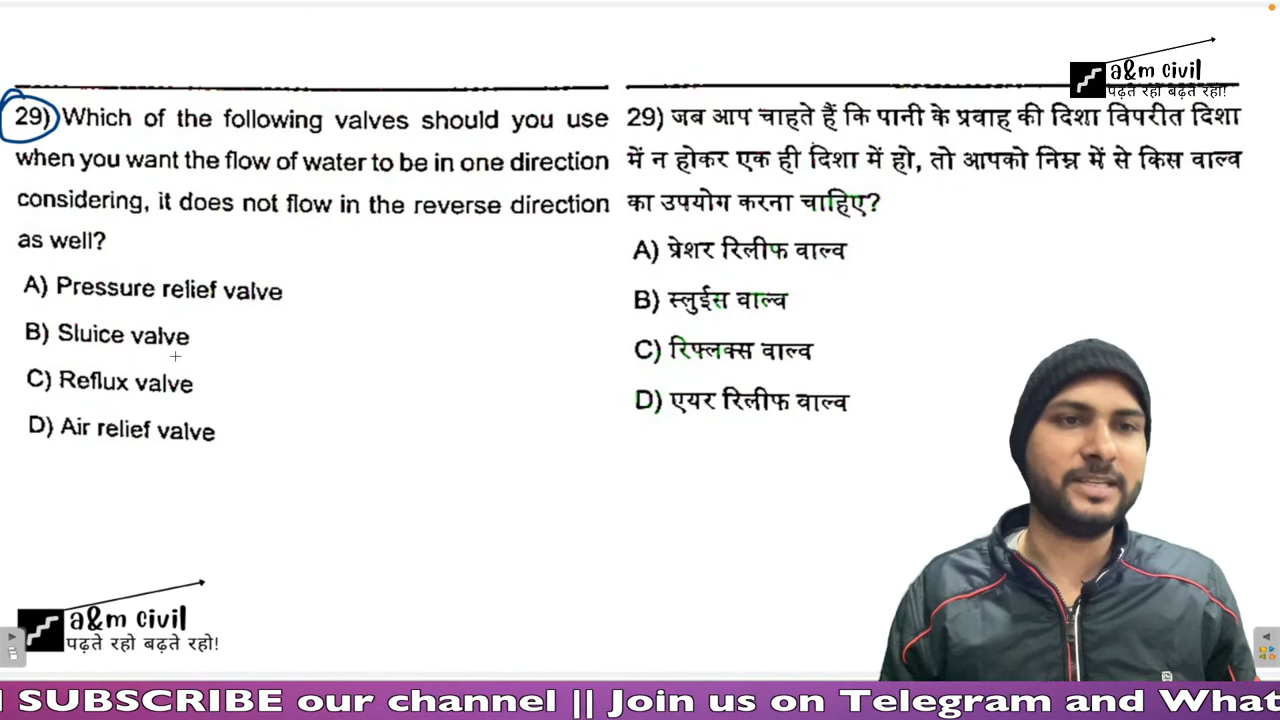 a&m civil
पढ़ते रहो बढ़ते रहो!
29) Which of the following valves should you use
when you want the flow of water to be in one direction
considering, it does not flow in the reverse direction
as well?
A) Pressure relief valve
B) Sluice valve
C) Reflux valve
D) Air relief valve
29) जब आप चाहते हैं कि पानी के प्रवाह की दिशा विपरीत दिशा
में न होकर एक ही दिशा में हो, तो आपको निम्न में से किस वाल्व
का उपयोग करना चाहिए?
A) प्रेशर रिलीफ वाल्व
B) स्लुईस वाल्व
C) रिफ्लक्स वाल्व
D) एयर रिलीफ वाल्व
a&m civil
पढ़ते रहो बढ़ते रहो!
SUBSCRIBE our channel || Join us on Telegram and What